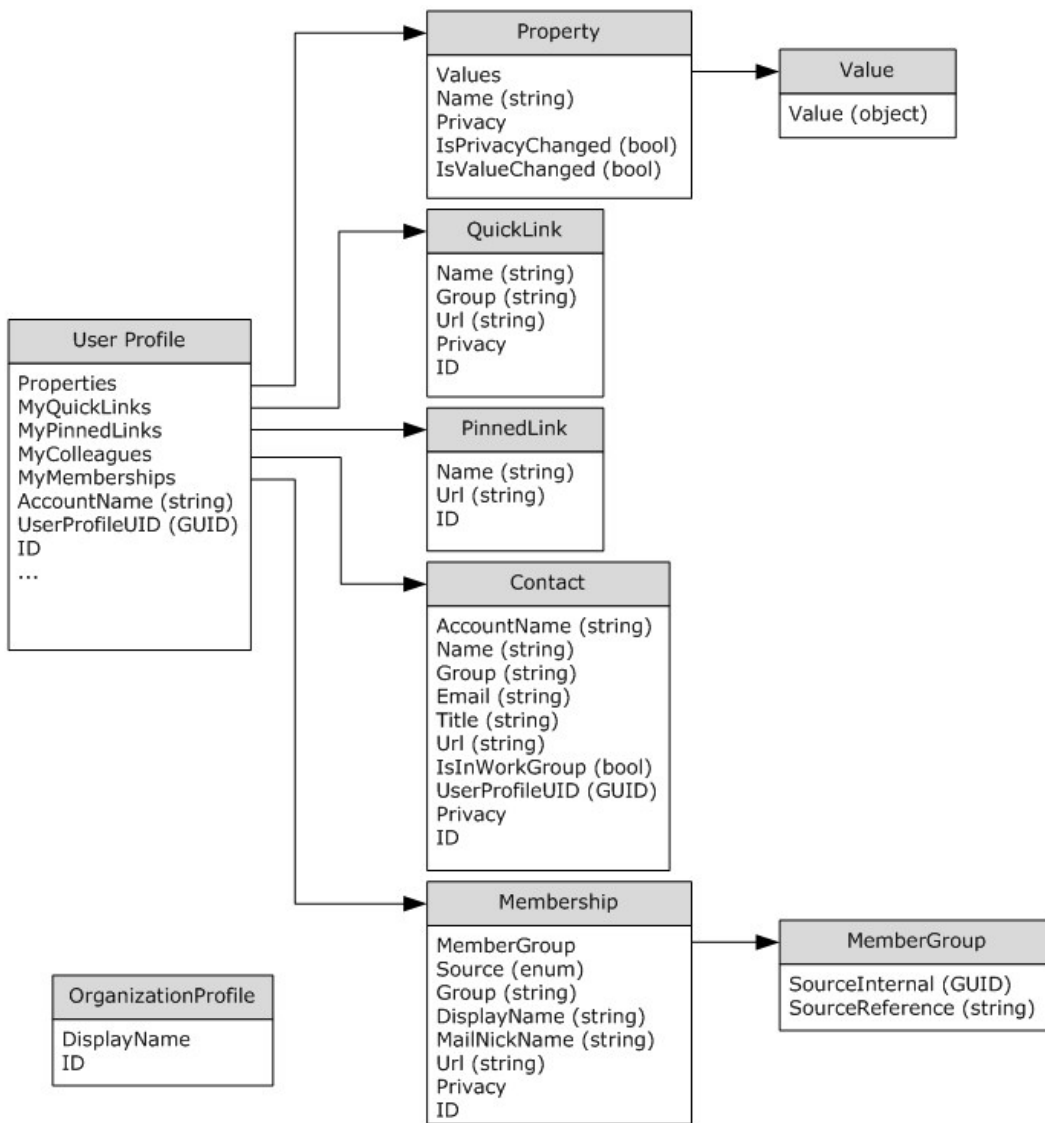 Property
Values
Name (string)
Privacy
IsPrivacyChanged (bool)
IsValueChanged (bool)
Value
Value (object)
QuickLink
Name (string)
Group (string)
Url (string)
Privacy
ID
User Profile
Properties
MyQuickLinks
MyPinnedLinks
MyColleagues
MyMemberships
AccountName (string)
UserProfileUID (GUID)
ID
...
PinnedLink
Name (string)
Url (string)
ID
Contact
AccountName (string)
Name (string)
Group (string)
Email (string)
Title (string)
Url (string)
IsInWorkGroup (bool)
UserProfileUID (GUID)
Privacy
ID
Membership
MemberGroup
Source (enum)
Group (string)
DisplayName (string)
MailNickName (string)
Url (string)
Privacy
ID
MemberGroup
SourceInternal (GUID)
SourceReference (string)
OrganizationProfile
DisplayName
ID